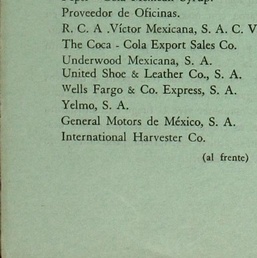 Proveedor de Oficinas.
R. C. A .Víctor Mexicana, S. A. C. V
The Coca - Cola Export Sales Co.
Underwood Mexicana, S. A.
United Shoe & Leather Co., S. A.
Wells Fargo & Co. Express, S. A.
Yelmo, S. A.
General Motors de México, S. A.
International Harvester Co.
(al frente)